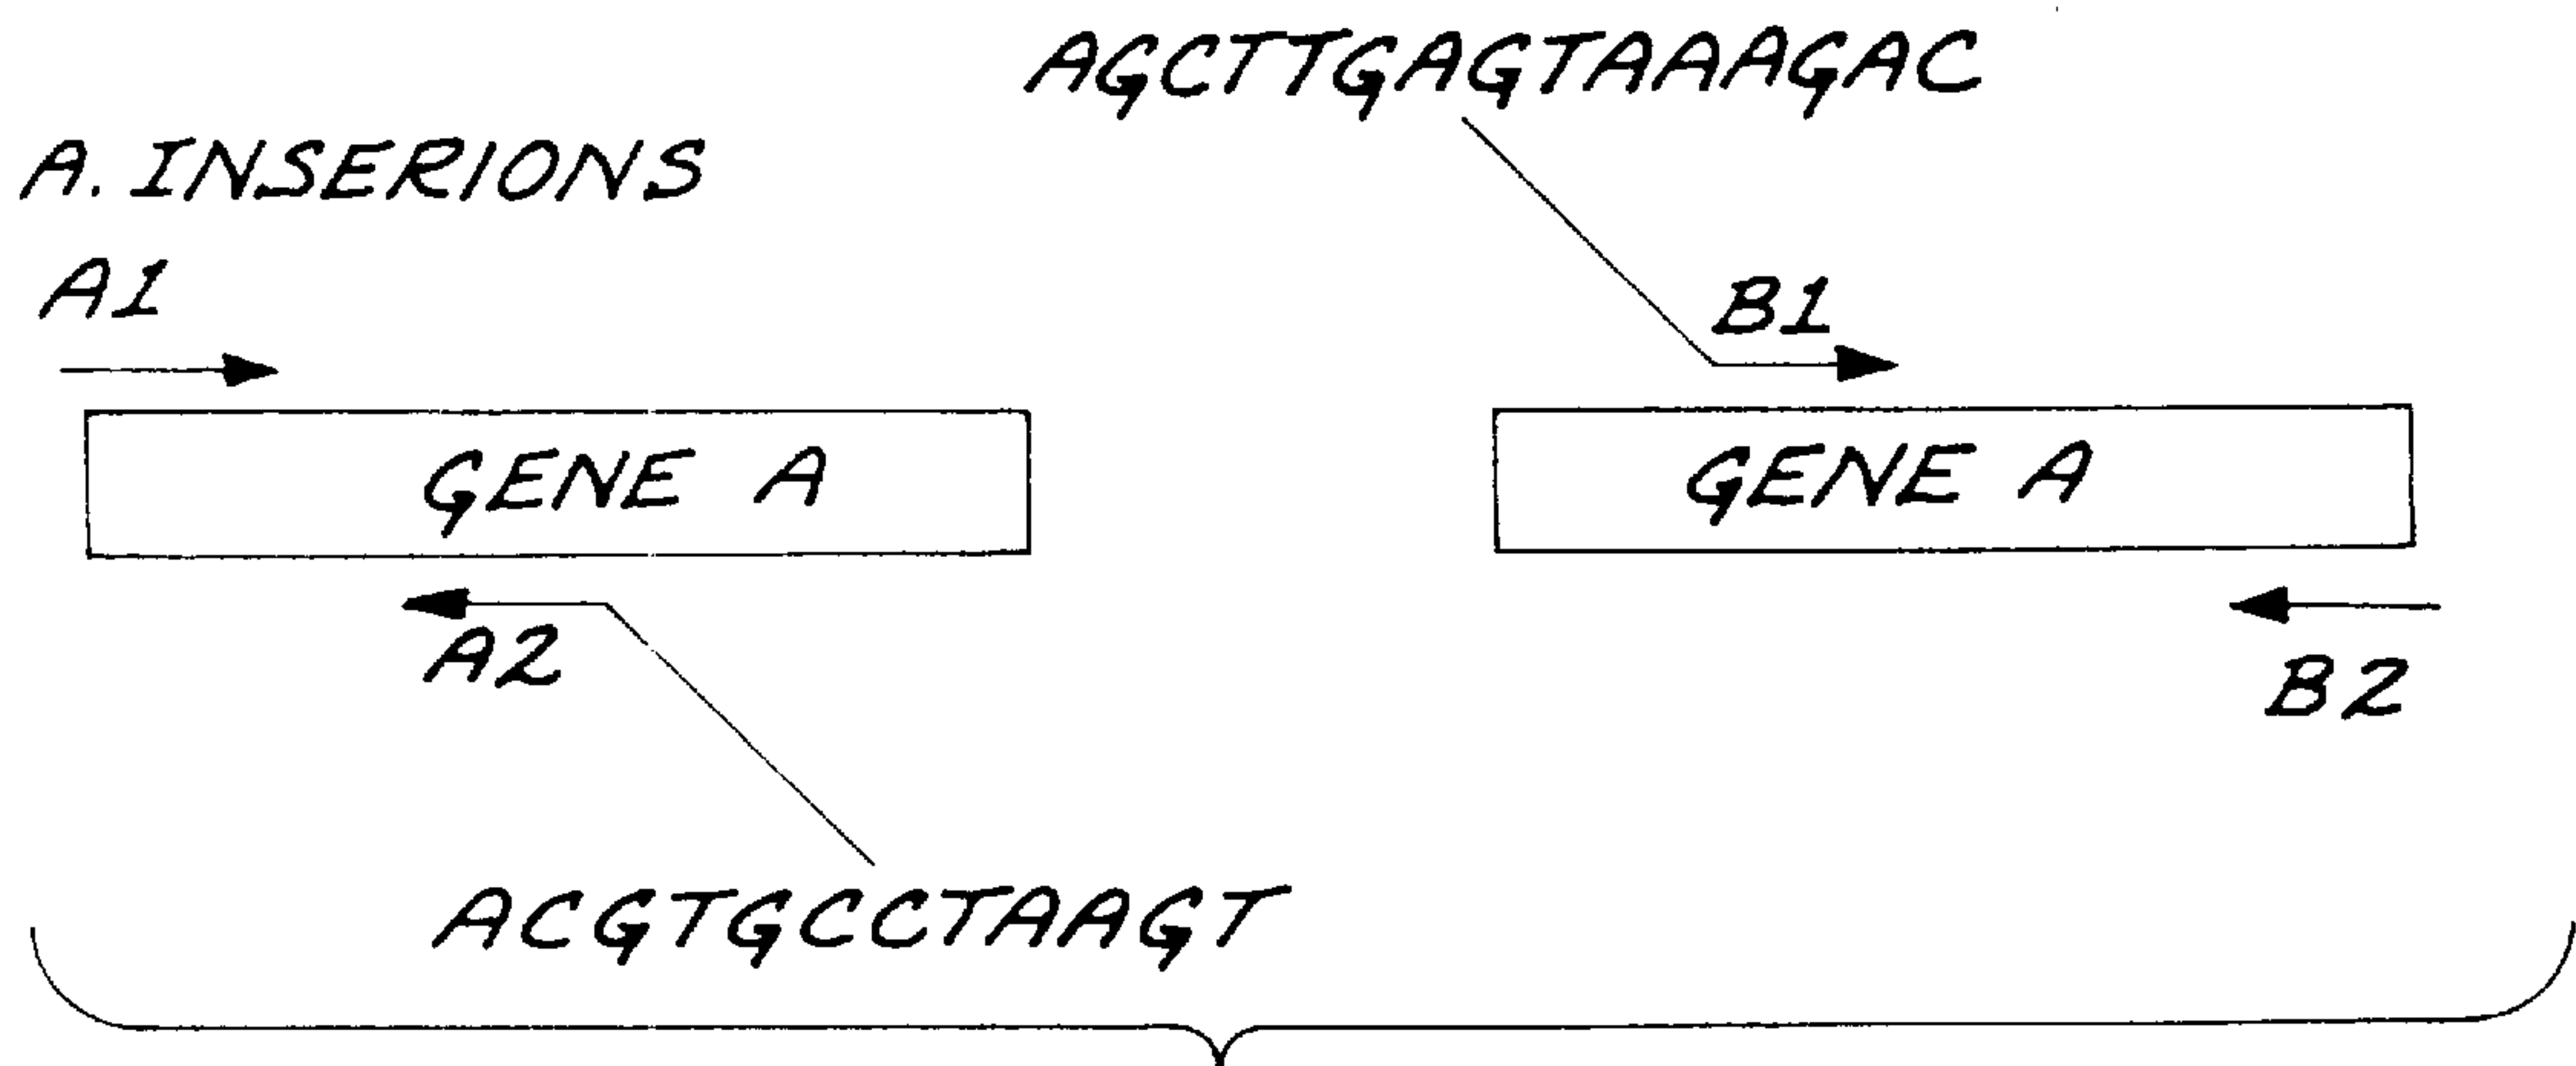 AGCTTGAGTAAAGAC
A. INSERIONS
A1
B1
GENE A
GENE A
A2
B2
ACGTGCCTAAGT